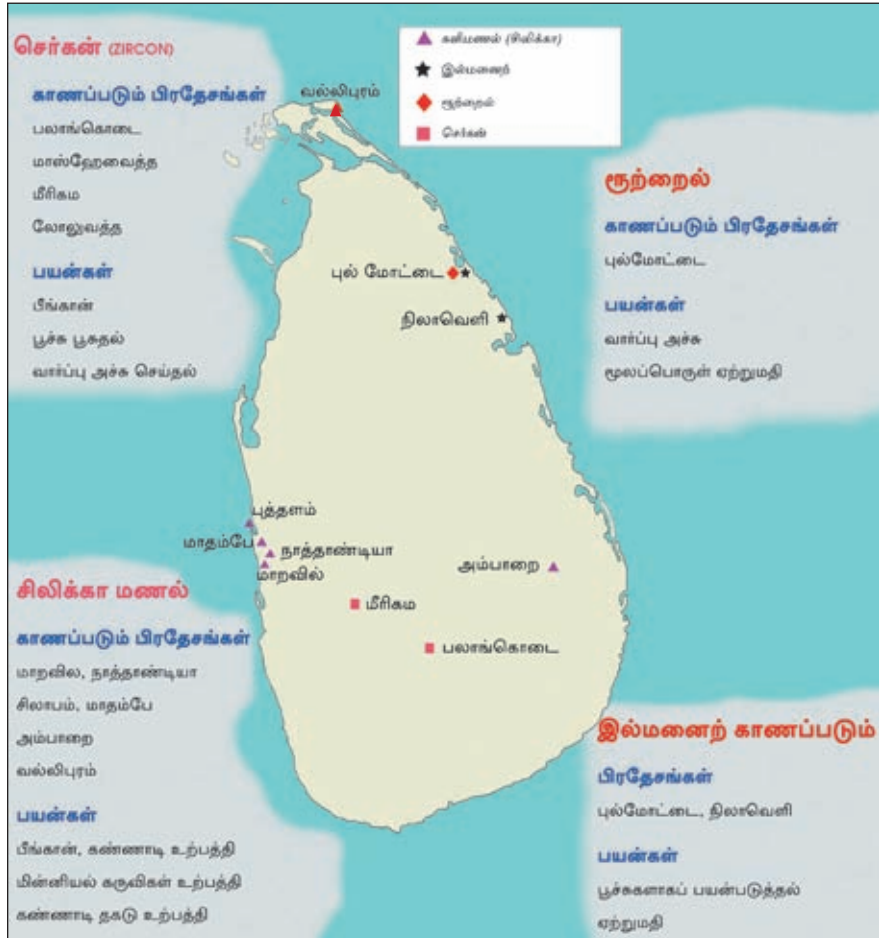 செர்கன் (ZIRCON)
காணப்படும் பிரதேசங்கள்
பலாங்கொடை
மாஸ்ஹேவைத்த
மீரிகம
லோலுவத்த
பயன்கள்
பீங்கான்
பூச்சு பூசுதல்
வார்ப்பு அச்சு செய்தல்
கனிமணல் (சிலிக்கா)
இல்மனைற்
ரூற்றைல்
செர்கன்
ரூற்றைல்
காணப்படும் பிரதேசங்கள்
புல்மோட்டை
பயன்கள்
வார்ப்பு அச்சு
மூலப்பொருள் ஏற்றுமதி
வல்லிபுரம்
புல் மோட்டை
நிலாவெளி
புத்தளம்
மாதம்பே
நாத்தாண்டியா
மாறவில்
அம்பாறை
மீரிகம
பலாங்கொடை
சிலிக்கா மணல்
காணப்படும் பிரதேசங்கள்
மாறவில, நாத்தாண்டியா
சிலாபம், மாதம்பே
அம்பாறை
வல்லிபுரம்
பயன்கள்
பீங்கான், கண்ணாடி உற்பத்தி
மின்னியல் கருவிகள் உற்பத்தி
கண்ணாடி தகடு உற்பத்தி
இல்மனைற் காணப்படும்
பிரதேசங்கள்
புல்மோட்டை, நிலாவெளி
பயன்கள்
பூச்சுகளாகப் பயன்படுத்தல்
ஏற்றுமதி